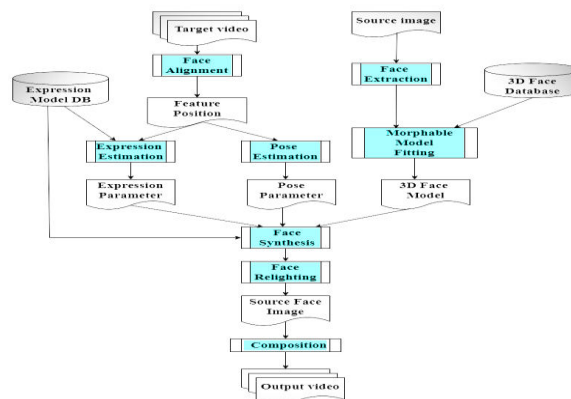 Target video
Source image
Face
Alignment
Face
Extraction
Expression
Model DB
3D Face
Database
Feature
Position
Expression
Estimation
Pose
Estimation
Morphable
Model
Fitting
Expression
Parameter
Pose
Parameter
3D Face
Model
Face
Synthesis
Face
Relighting
Source Face
Image
Composition
Output video